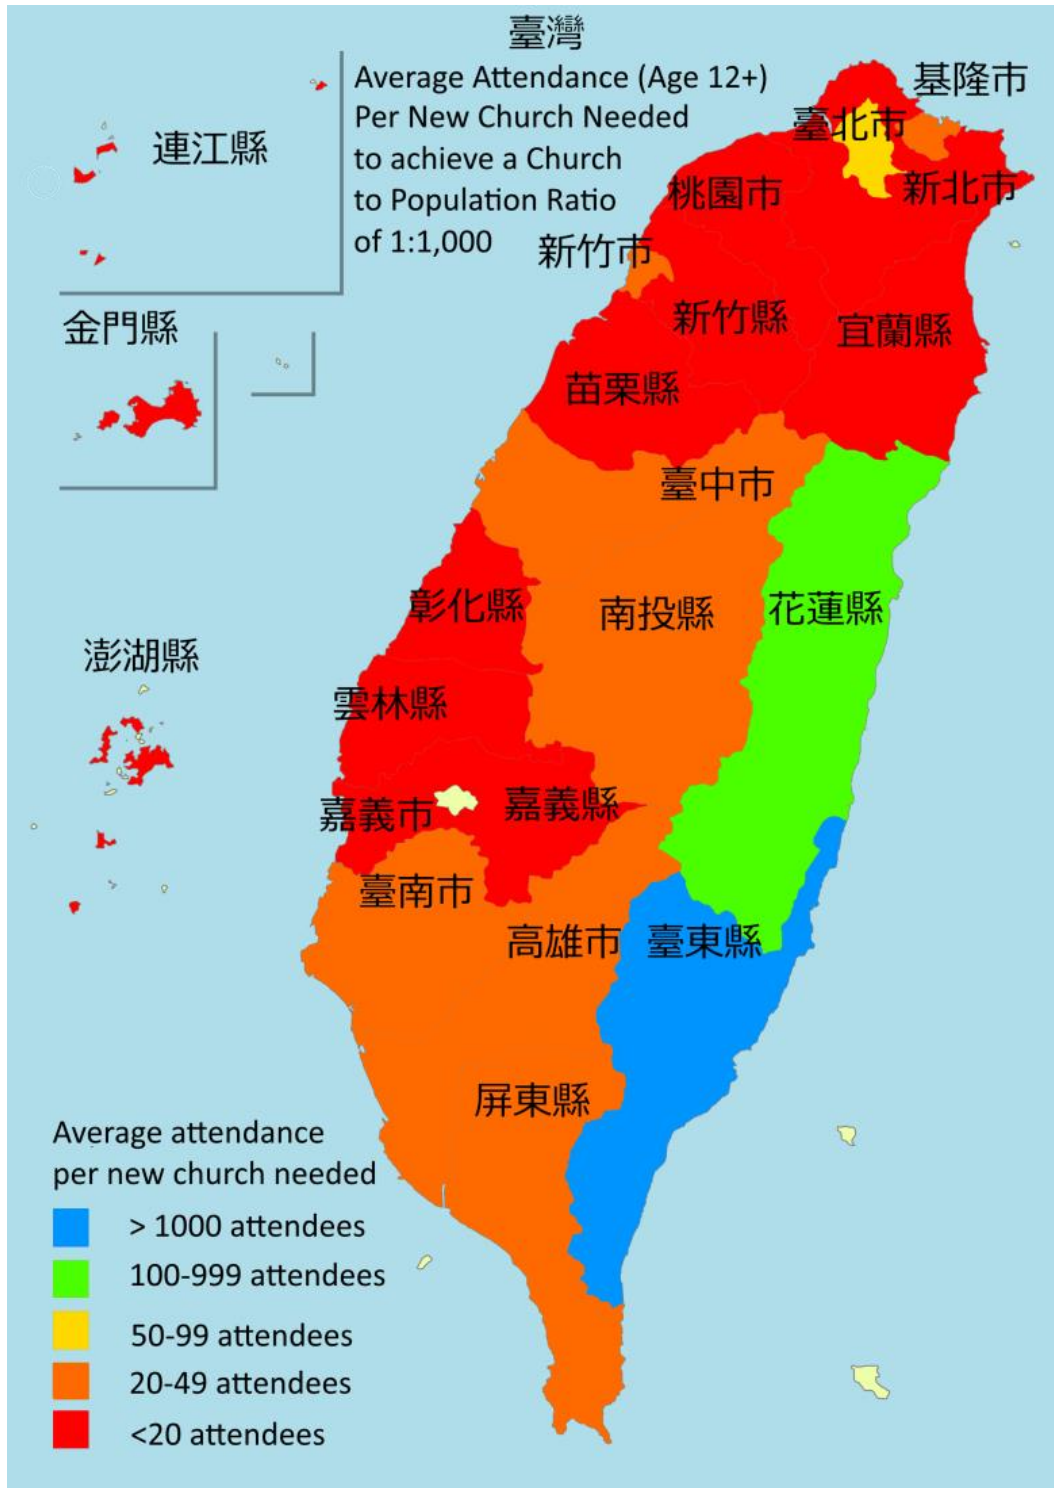 臺灣
Average Attendance (Age 12+)
Per New Church Needed
to achieve a Church
to Population Ratio
of 1:1,000
基隆市
臺北市
連江縣
新北市
桃園市
新竹市
新竹縣
金門縣
宜蘭縣
苗栗縣
臺中市
彰化縣
南投縣
花蓮縣
澎湖縣
雲林縣
嘉義市
嘉義縣
臺南市
高雄市
臺東縣
屏東縣
Average attendance
per new church needed
> 1000 attendees
100-999 attendees
50-99 attendees
20-49 attendees
<20 attendees